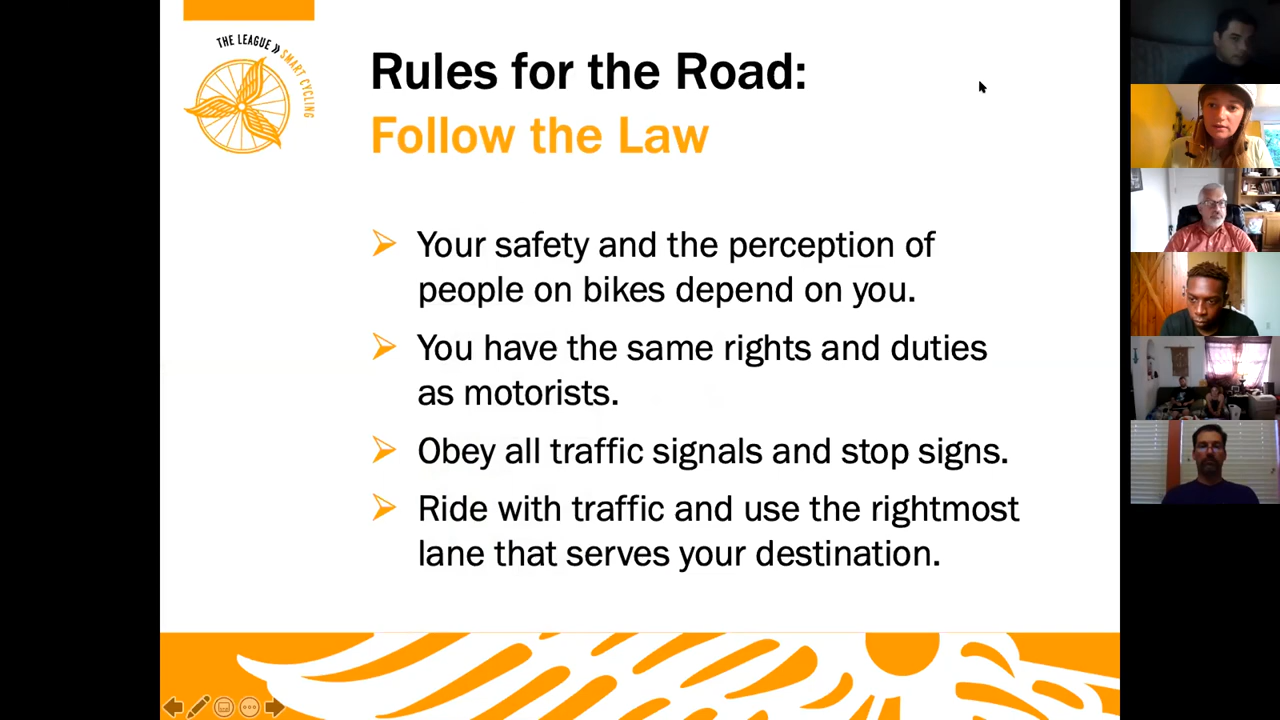 THE LEAGUE » SMART CYCLING
Rules for the Road:
Follow the Law
Your safety and the perception of
people on bikes depend on you.
You have the same rights and duties
as motorists.
Obey all traffic signals and stop signs.
Ride with traffic and use the rightmost
lane that serves your destination.